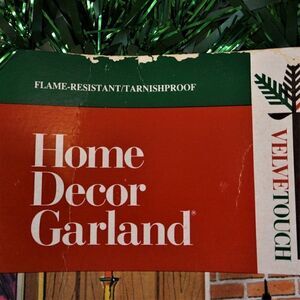 FLAME-RESISTANT/TARNISHPROOF
Home
Decor
Garland®
VELVETOUCH